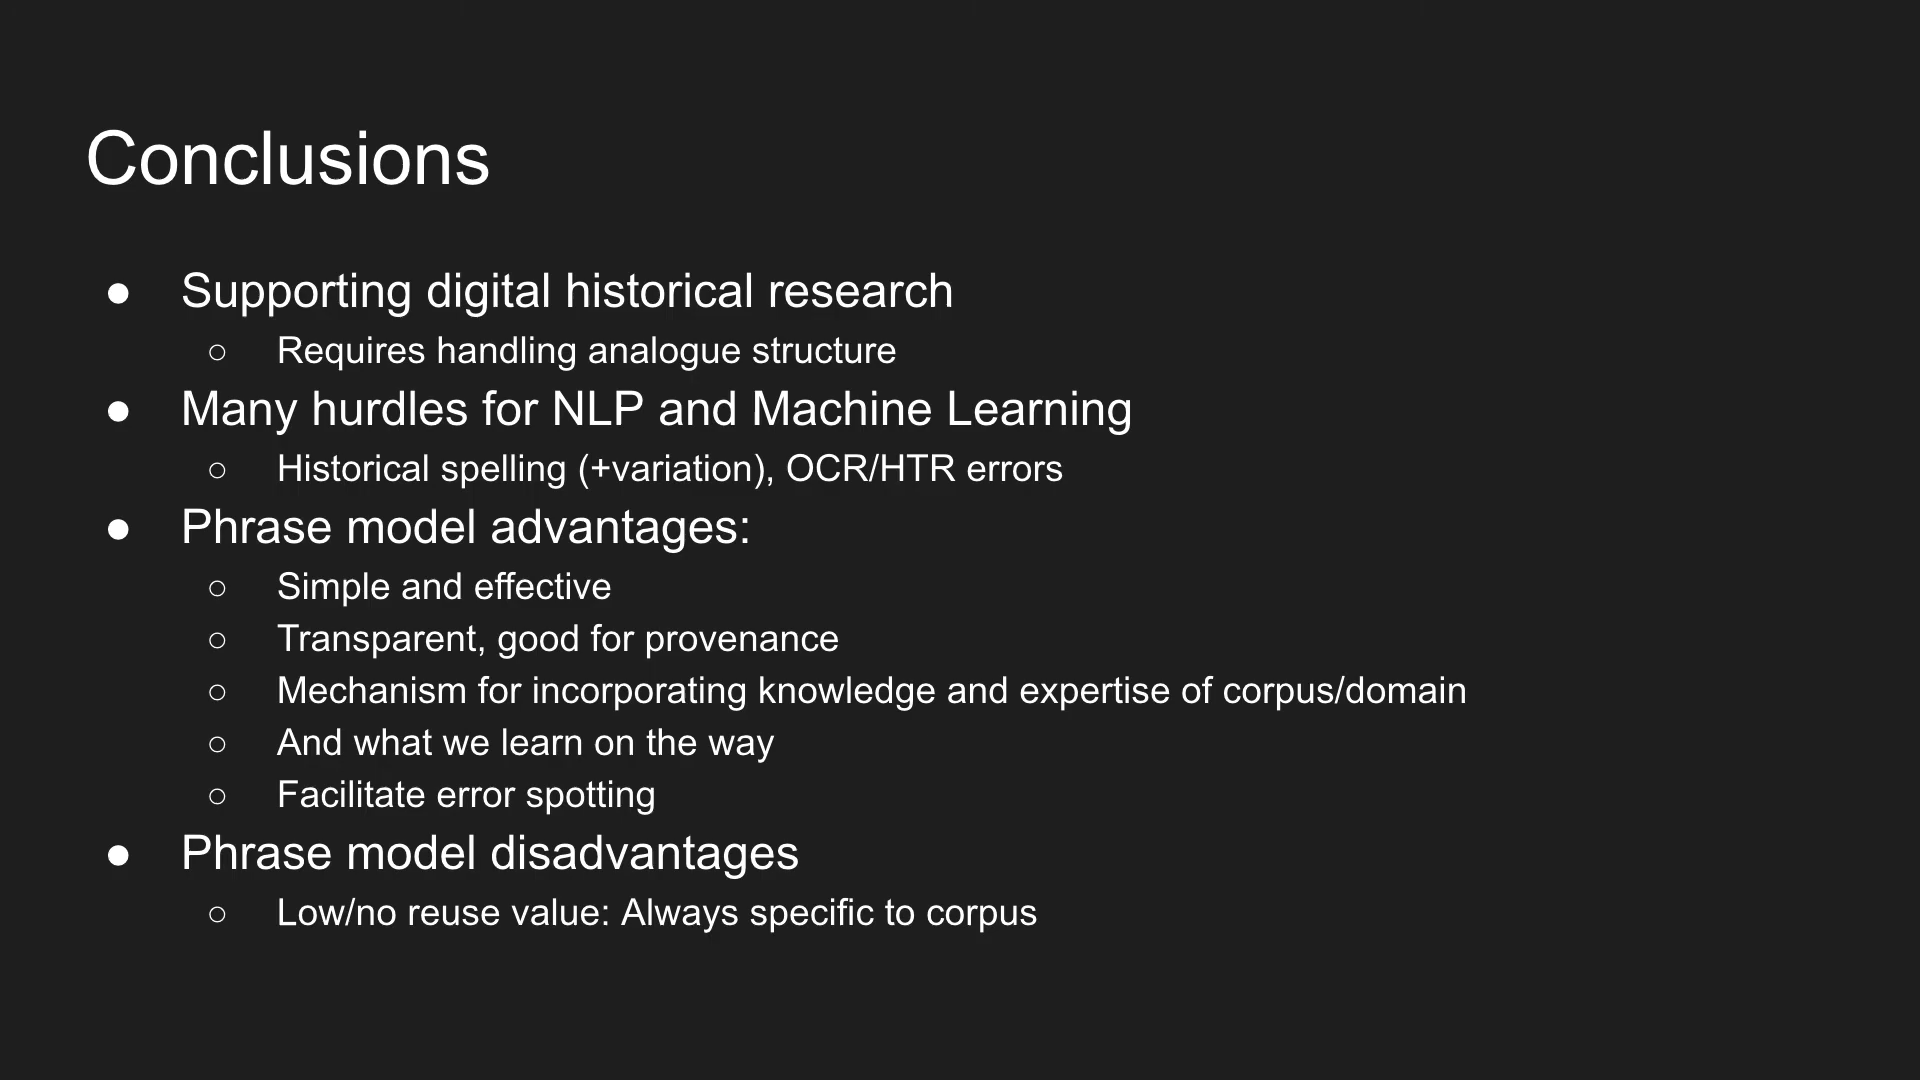 Conclusions
● Supporting digital historical research
○ Requires handling analogue structure
● Many hurdles for NLP and Machine Learning
○ Historical spelling (+variation), OCR/HTR errors
● Phrase model advantages:
○ Simple and effective
○ Transparent, good for provenance
○ Mechanism for incorporating knowledge and expertise of corpus/domain
○ And what we learn on the way
○ Facilitate error spotting
● Phrase model disadvantages
○ Low/no reuse value: Always specific to corpus